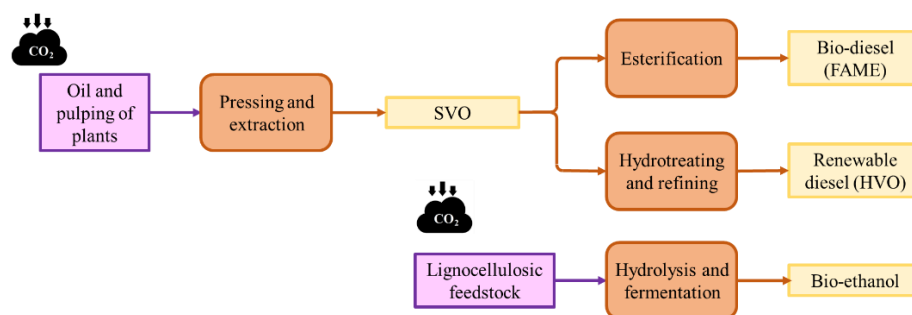 CO₂
Oil and
pulping of
plants
Pressing and
extraction
SVO
Esterification
Bio-diesel
(FAME)
Hydrotreating
and refining
Renewable
diesel (HVO)
CO₂
Lignocellulosic
feedstock
Hydrolysis and
fermentation
Bio-ethanol